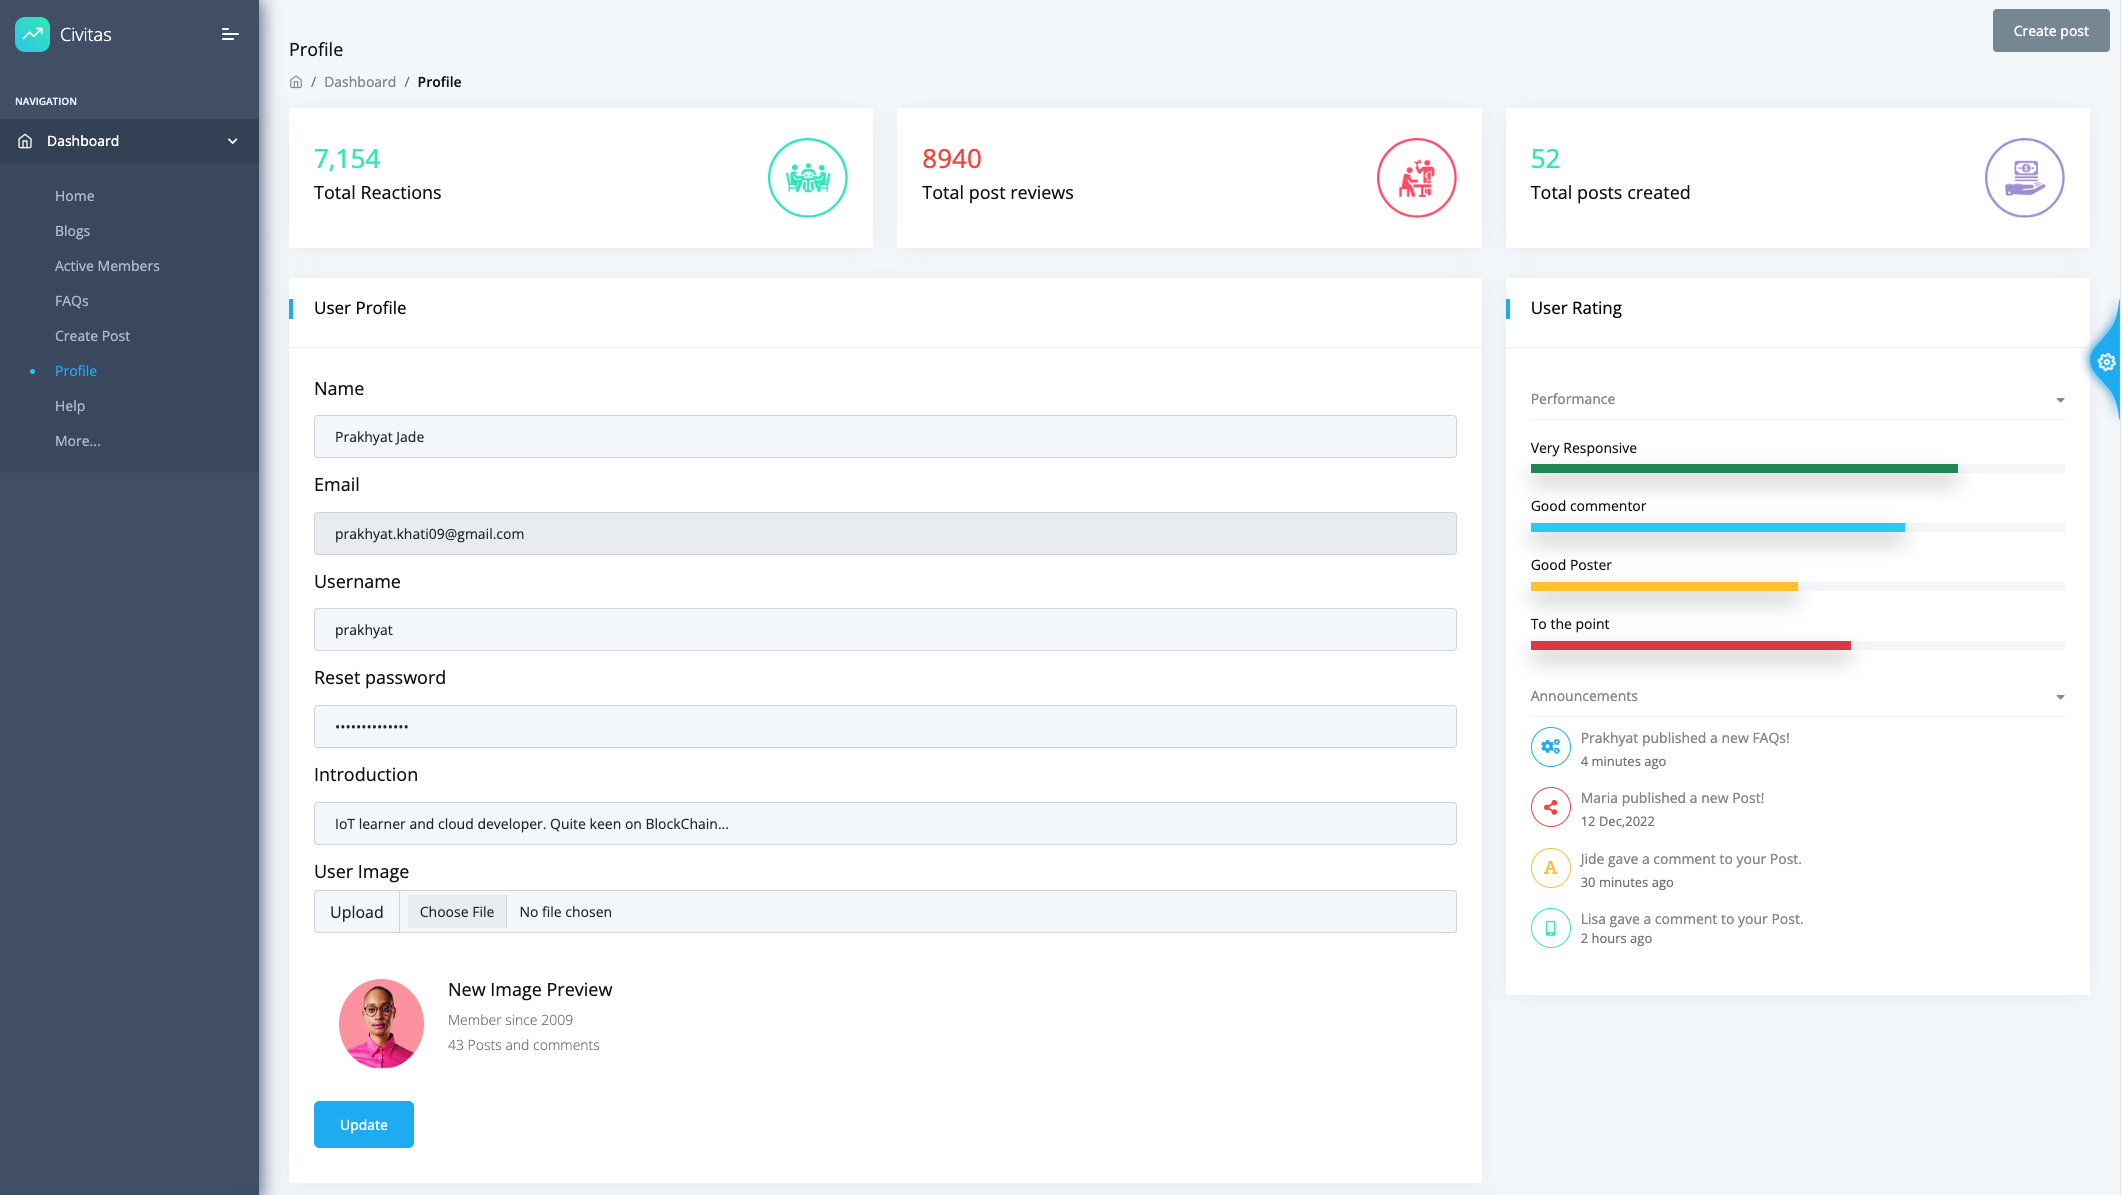 Civitas
NAVIGATION
Dashboard
Home
Blogs
Active Members
FAQs
Create Post
Profile
Help
More...
Create post
Profile
/ Dashboard / Profile
7,154
Total Reactions
8940
Total post reviews
52
Total posts created
User Profile
Name
Prakhyat Jade
Email
prakhyat.khati09@gmail.com
Username
prakhyat
Reset password
••••••••••••••
Introduction
IoT learner and cloud developer. Quite keen on BlockChain...
User Image
Upload Choose File No file chosen
New Image Preview
Member since 2009
43 Posts and comments
Update
User Rating
Performance
Very Responsive
Good commentor
Good Poster
To the point
Announcements
Prakhyat published a new FAQs!
4 minutes ago
Maria published a new Post!
12 Dec,2022
A
Jide gave a comment to your Post.
30 minutes ago
Lisa gave a comment to your Post.
2 hours ago